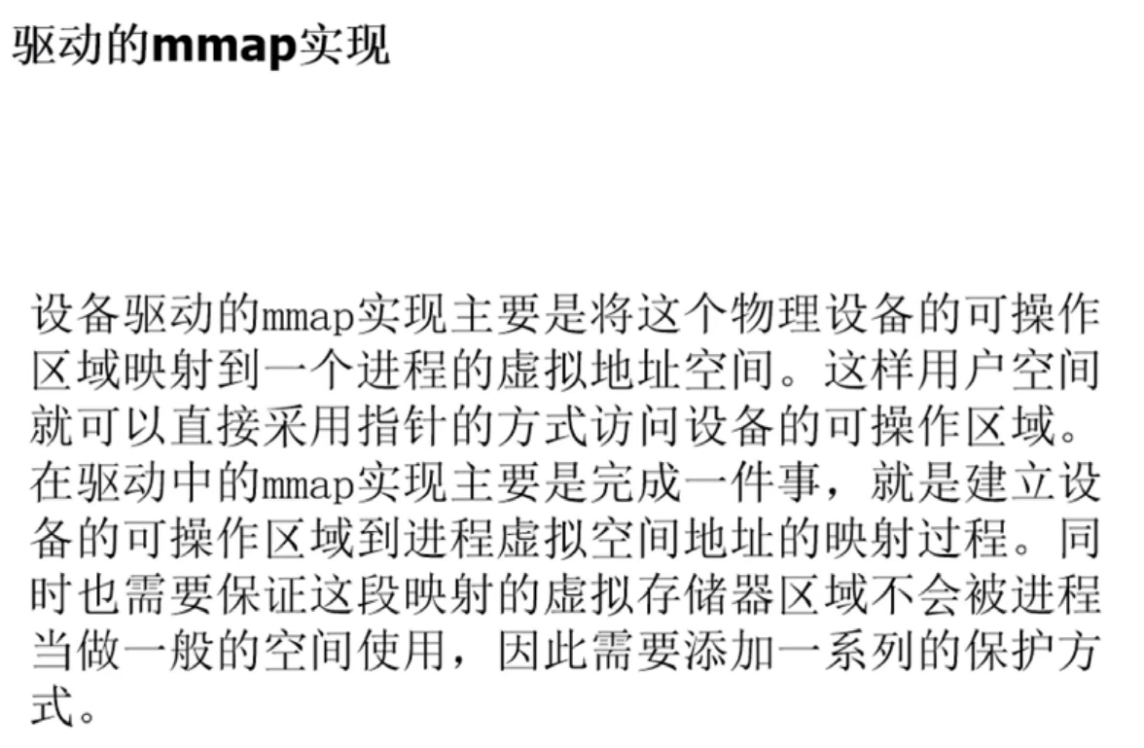 驱动的mmap实现
设备驱动的mmap实现主要是将这个物理设备的可操作
区域映射到一个进程的虚拟地址空间。这样用户空间
就可以直接采用指针的方式访问设备的可操作区域。
在驱动中的mmap实现主要是完成一件事，就是建立设
备的可操作区域到进程虚拟空间地址的映射过程。同
时也需要保证这段映射的虚拟存储器区域不会被进程
当做一般的空间使用，因此需要添加一系列的保护方
式。